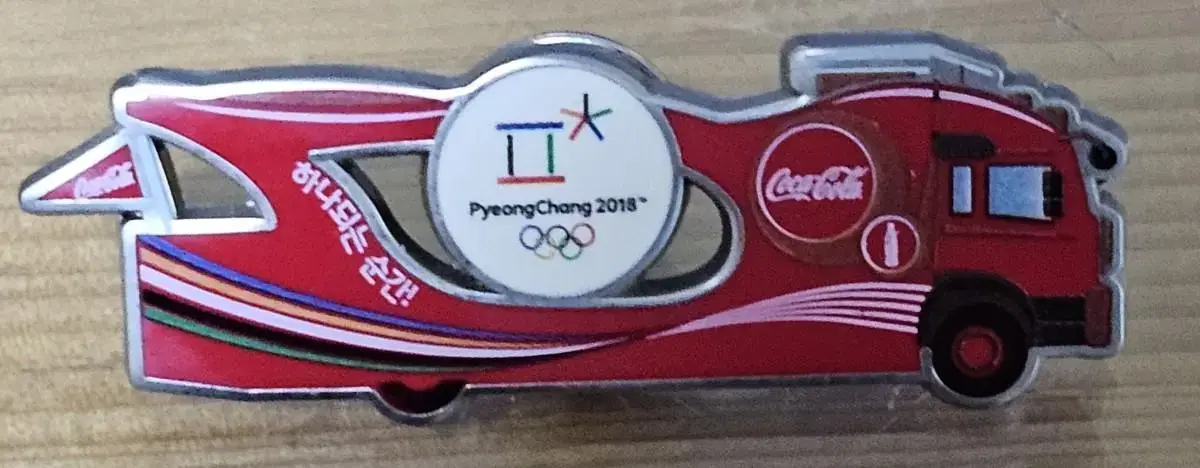 Coca-Cola
하나되는 순간!
PyeongChang 2018™
Coca-Cola